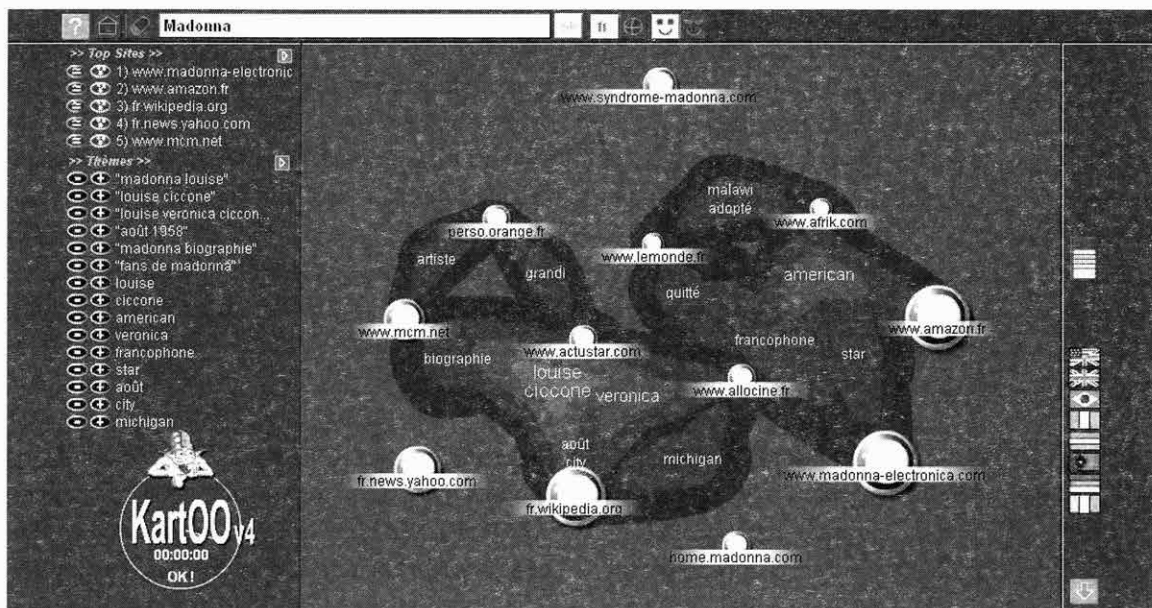 ?
Madonna
fr
>> Top Sites >>
1) www.madonna-electronic
2) www.amazon.fr
3) fr.wikipedia.org
4) fr.news.yahoo.com
5) www.mcm.net
>> Thèmes >>
"madonna louise"
"louise ciccone"
"louise veronica ciccon...
"août 1958"
"madonna biographie"
"fans de madonna"
louise
ciccone
american
veronica
francophone
star
août
city
michigan
KartOO v4
00:00:00
OK!
www.syndrome-madonna.com
malawi
adopté
www.afrik.com
perso.orange.fr
www.lemonde.fr
artiste
grandi
american
quitté
www.mcm.net
www.amazon.fr
francophone
biographie
www.actustar.com
star
louise
ciccone
veronica
www.allocine.fr
août
city
michigan
fr.news.yahoo.com
www.madonna-electronica.com
fr.wikipedia.org
home.madonna.com